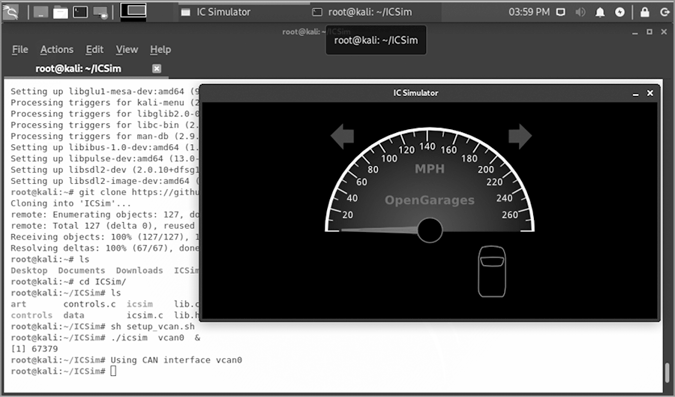 IC Simulator
root@kali: ~/ICSim
03:59 PM
root@kali: ~/ICSim
root@kali: ~/ICSim
File Actions Edit View Help
root@kali: ~/ICSim
IC Simulator
Setting up libglu1-mesa-dev:amd64 (9
Processing triggers for kali-menu (2
Processing triggers for libglib2.0-0
Processing triggers for libc-bin (2.
Processing triggers for man-db (2.9.
Setting up libibus-1.0-dev:amd64 (1.
Setting up libpulse-dev:amd64 (13.0-
Setting up libsdl2-dev (2.0.10+dfsg1
Setting up libsdl2-image-dev:amd64 (
root@kali:~# git clone https://githu
Cloning into 'ICSim'...
remote: Enumerating objects: 127, do
remote: Total 127 (delta 0), reused
Receiving objects: 100% (127/127), 1
Resolving deltas: 100% (67/67), done
root@kali:~# ls
Desktop Documents Downloads ICSim
root@kali:~# cd ICSim/
root@kali:~/ICSim# ls
art controls.c icsim lib.c
controls data icsim.c lib.h
root@kali:~/ICSim# sh setup_vcan.sh
root@kali:~/ICSim# ./icsim vcan0 &
[1] 67379
root@kali:~/ICSim# Using CAN interface vcan0
root@kali:~/ICSim#
20 40 60 80 100 120 140 160 180 200 220 240 260
MPH
OpenGarages